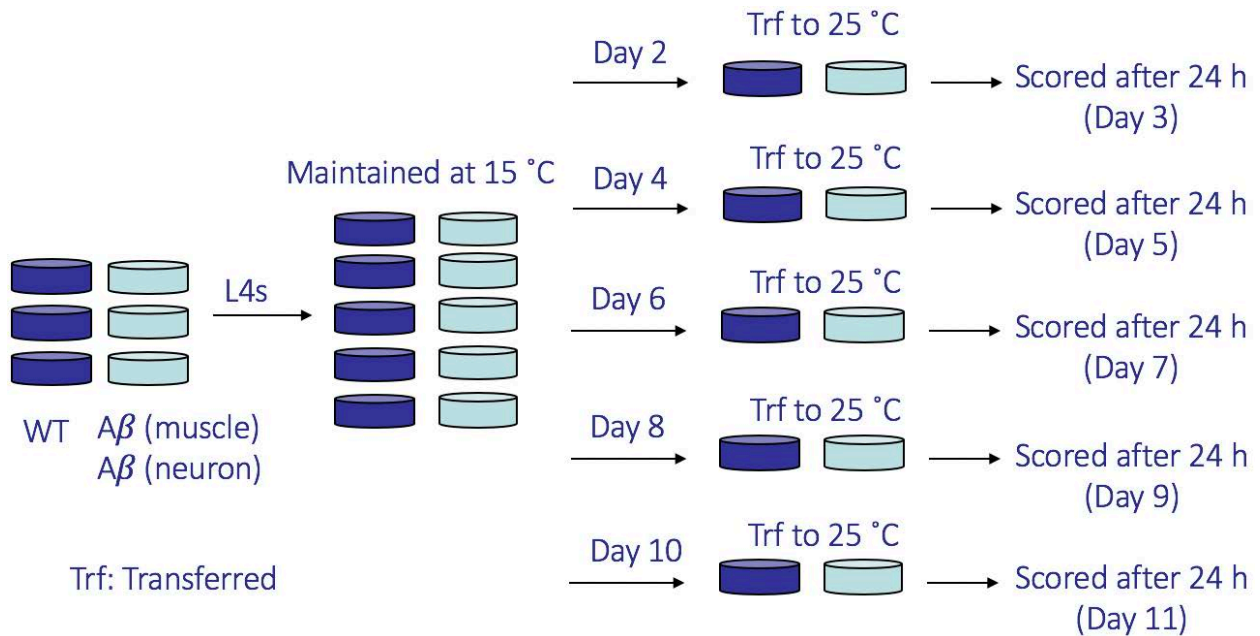 Day 2
Trf to 25 ˚C
Scored after 24 h
(Day 3)
Maintained at 15 ˚C
Day 4
Trf to 25 ˚C
Scored after 24 h
(Day 5)
L4s
Day 6
Trf to 25 ˚C
Scored after 24 h
(Day 7)
WT
Aβ (muscle)
Aβ (neuron)
Day 8
Trf to 25 ˚C
Scored after 24 h
(Day 9)
Trf: Transferred
Day 10
Trf to 25 ˚C
Scored after 24 h
(Day 11)